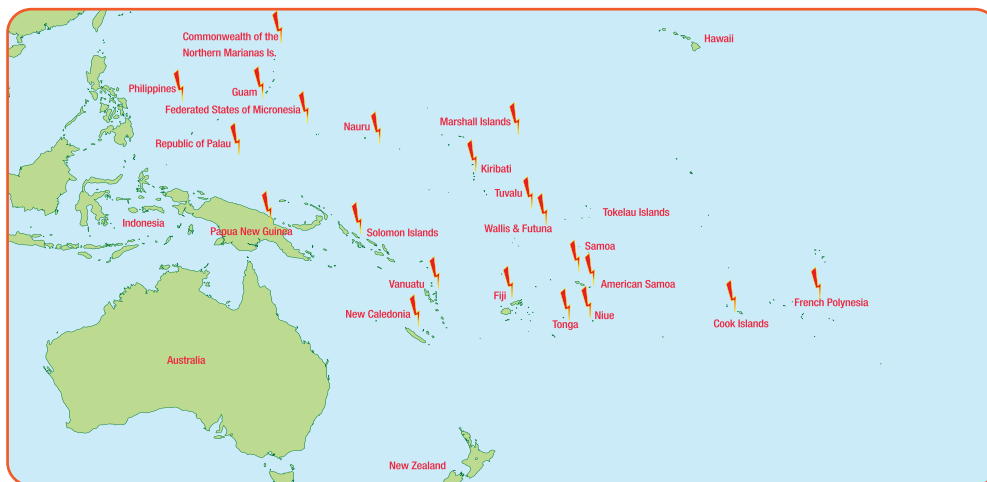 Commonwealth of the
Northern Marianas Is.
Hawaii
Philippines
Guam
Federated States of Micronesia
Nauru
Marshall Islands
Republic of Palau
Kiribati
Tuvalu
Indonesia
Papua New Guinea
Solomon Islands
Wallis & Futuna
Tokelau Islands
Samoa
Vanuatu
American Samoa
Fiji
New Caledonia
Tonga
Niue
Cook Islands
French Polynesia
Australia
New Zealand